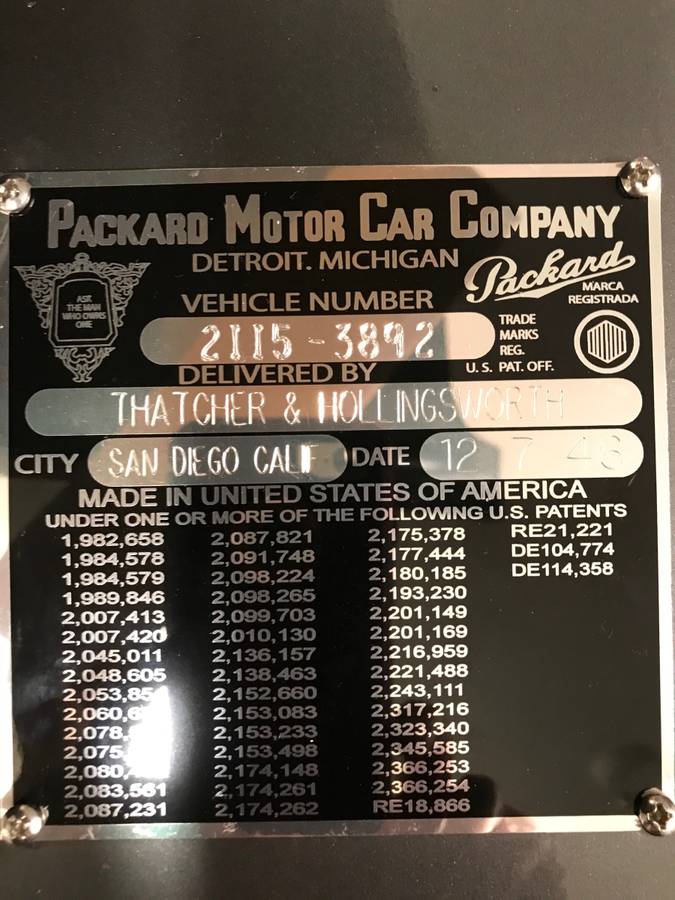 PACKARD MOTOR CAR COMPANY
DETROIT. MICHIGAN
ASK
THE MAN
WHO OWNS
ONE
Packard
MARCA
REGISTRADA
VEHICLE NUMBER
2115-3892
TRADE
MARKS
REG.
U.S. PAT. OFF.
DELIVERED BY
THATCHER & HOLLINGSWORTH
CITY SAN DIEGO CALIF DATE 12 7 48
MADE IN UNITED STATES OF AMERICA
UNDER ONE OR MORE OF THE FOLLOWING U.S. PATENTS
1,982,658 2,087,821 2,175,378 RE21,221
1,984,578 2,091,748 2,177,444 DE104,774
1,984,579 2,098,224 2,180,185 DE114,358
1,989,846 2,098,265 2,193,230
2,007,413 2,099,703 2,201,149
2,007,420 2,010,130 2,201,169
2,045,011 2,136,157 2,216,959
2,048,605 2,138,463 2,221,488
2,152,660 2,243,111
2,153,083 2,317,216
2,153,233 2,323,340
2,153,498 2,345,585
2,174,148 2,366,253
2,083,561 2,174,261 2,366,254
2,087,231 2,174,262 RE18,866